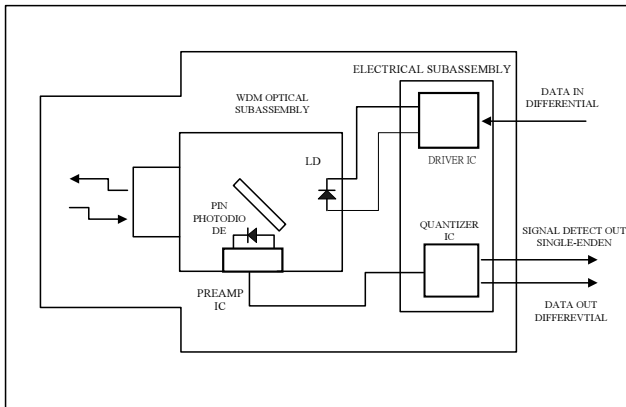 ELECTRICAL SUBASSEMBLY
WDM OPTICAL
SUBASSEMBLY
DATA IN
DIFFERENTIAL
LD
DRIVER IC
PIN
PHOTODIO
DE
QUANTIZER
IC
SIGNAL DETECT OUT
SINGLE-ENDEN
PREAMP
IC
DATA OUT
DIFFEREVTIAL